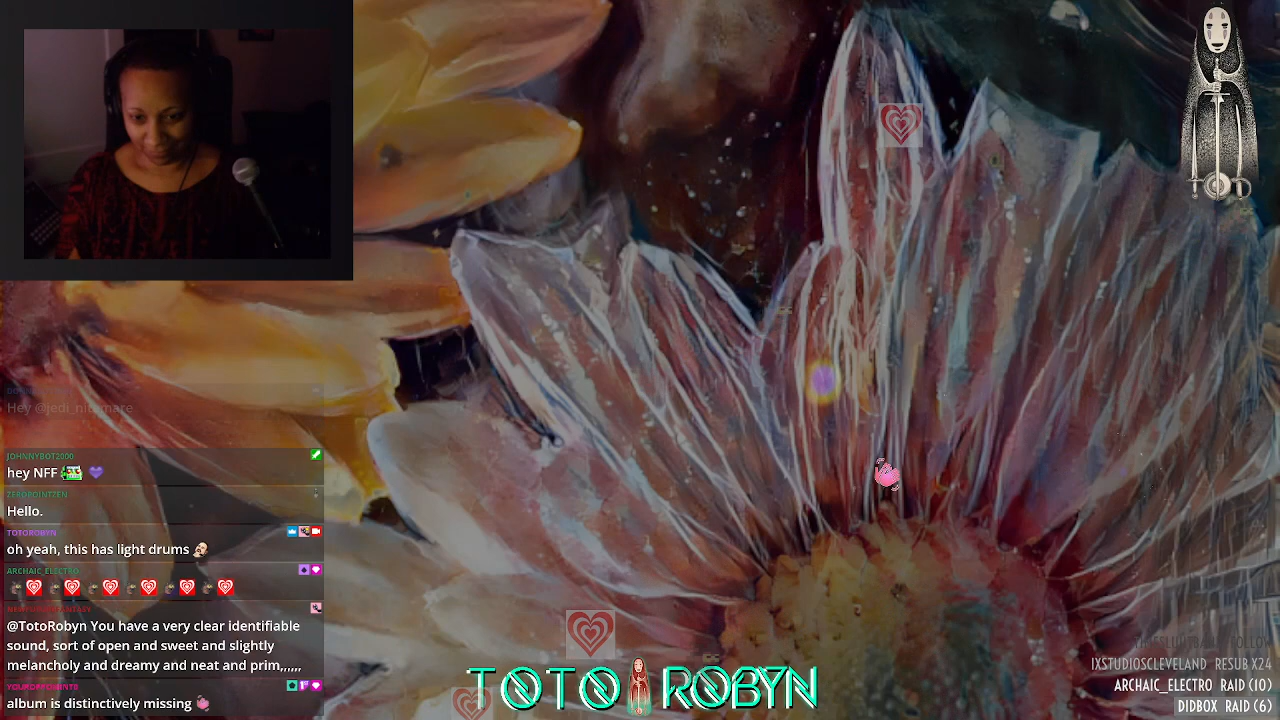 Hey @jedi_nitemare
JOHNNYBOT2000
hey NFF
ZEROPOINTZEN
Hello.
TOTOROBYN
oh yeah, this has light drums
ARCHAIC_ELECTRO
@TotoRobyn You have a very clear identifiable
sound, sort of open and sweet and slightly
melancholy and dreamy and neat and prim,,,,,,
album is distinctively missing
TOTO ROBYN
FOLLOW
IXSTUDIOSCLEVELAND RESUB X24
ARCHAIC_ELECTRO RAID (10)
DIDBOX RAID (6)